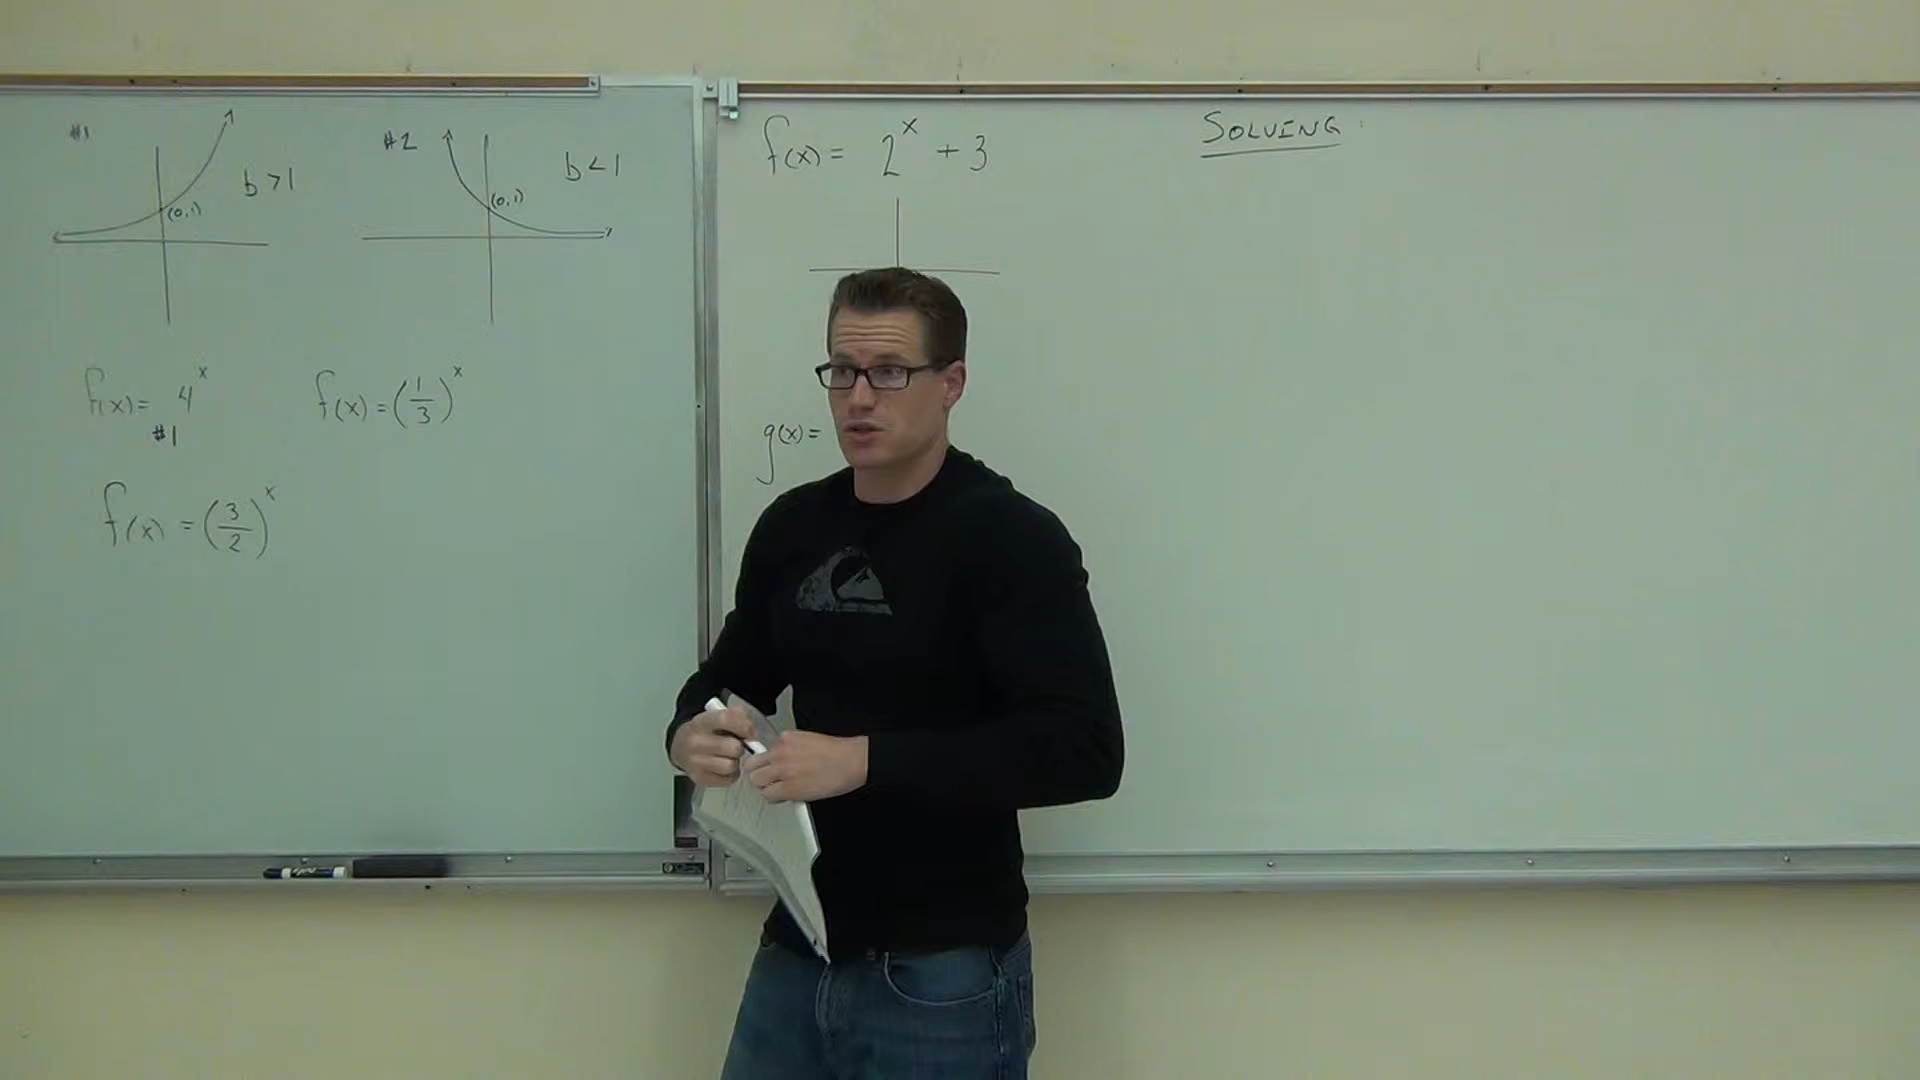 #1
b > 1
(0,1)
#2
b < 1
(0,1)
f(x) = 4^x
#1
f(x) = (1/3)^x
f(x) = (3/2)^x
f(x) = 2^x + 3
g(x) =
SOLVING: